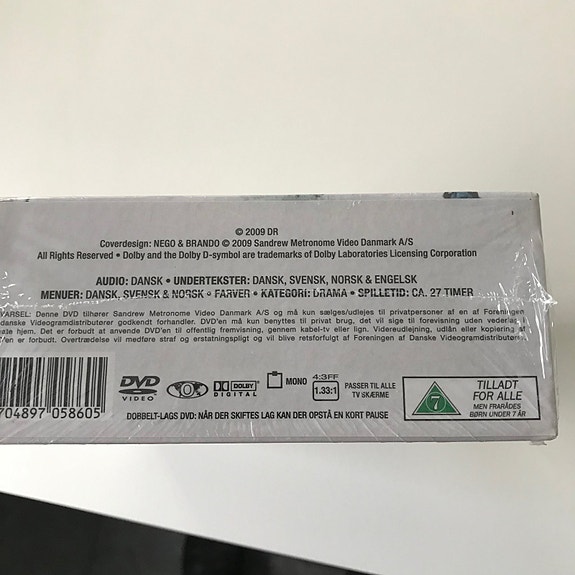 © 2009 DR
Coverdesign: NEGO & BRANDO © 2009 Sandrew Metronome Video Danmark A/S
All Rights Reserved • Dolby and the Dolby D-symbol are trademarks of Dolby Laboratories Licensing Corporation
AUDIO: DANSK • UNDERTEKSTER: DANSK, SVENSK, NORSK & ENGELSK
MENUER: DANSK, SVENSK & NORSK • FARVER • KATEGORI: DRAMA • SPILLETID: CA. 27 TIMER
VARSEL: Denne DVD tilhører Sandrew Metronome Video Danmark A/S og må kun sælges/udlejes til privatpersoner af en af Foreningen
danske Videogramdistributører godkendt forhandler. DVD'en må kun benyttes til privat brug, det vil sige til forevisning uden vederlag
eate hjem. Det er forbudt at anvende DVD'en til offentlig fremvisning, gennem kabel-tv eller lign. Videreudlejning, udlån eller kopiering af
D'en er forbudt. Overtrædelse vil medføre straf og erstatningspligt og vil blive retsforfulgt af Foreningen af Danske Videogramdistributører.
DVD VIDEO
0
DOLBY DIGITAL
MONO
4:3FF
1.33:1
PASSER TIL ALLE
TV SKÆRME
7
TILLADT
FOR ALLE
MEN FRARÅDES
BØRN UNDER 7 ÅR
704897 058605
DOBBELT-LAGS DVD: NÅR DER SKIFTES LAG KAN DER OPSTÅ EN KORT PAUSE